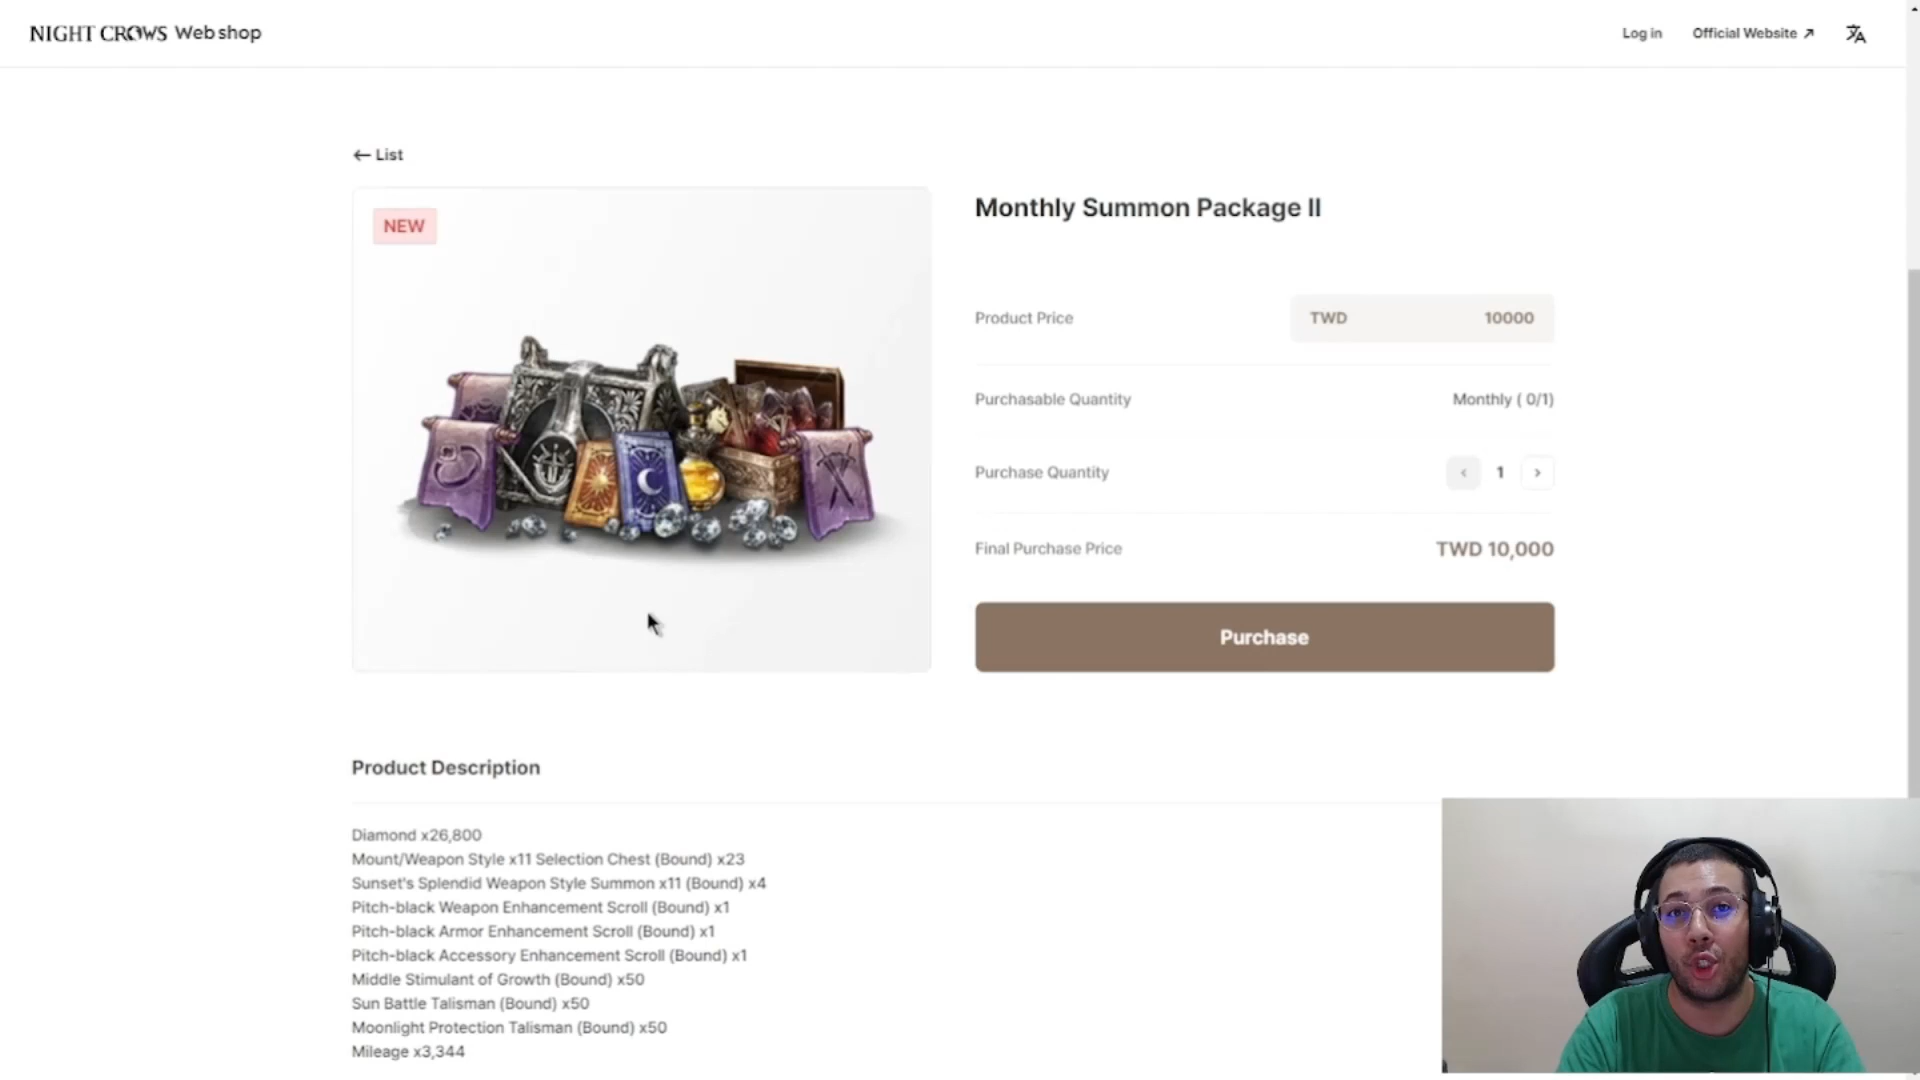 NIGHT CROWS Web shop
Log in
Official Website
List
NEW
Monthly Summon Package II
Product Price
TWD 10000
Purchasable Quantity
Monthly ( 0/1)
Purchase Quantity
1
Final Purchase Price
TWD 10,000
Purchase
Product Description
Diamond x26,800
Mount/Weapon Style x11 Selection Chest (Bound) x23
Sunset's Splendid Weapon Style Summon x11 (Bound) x4
Pitch-black Weapon Enhancement Scroll (Bound) x1
Pitch-black Armor Enhancement Scroll (Bound) x1
Pitch-black Accessory Enhancement Scroll (Bound) x1
Middle Stimulant of Growth (Bound) x50
Sun Battle Talisman (Bound) x50
Moonlight Protection Talisman (Bound) x50
Mileage x3,344